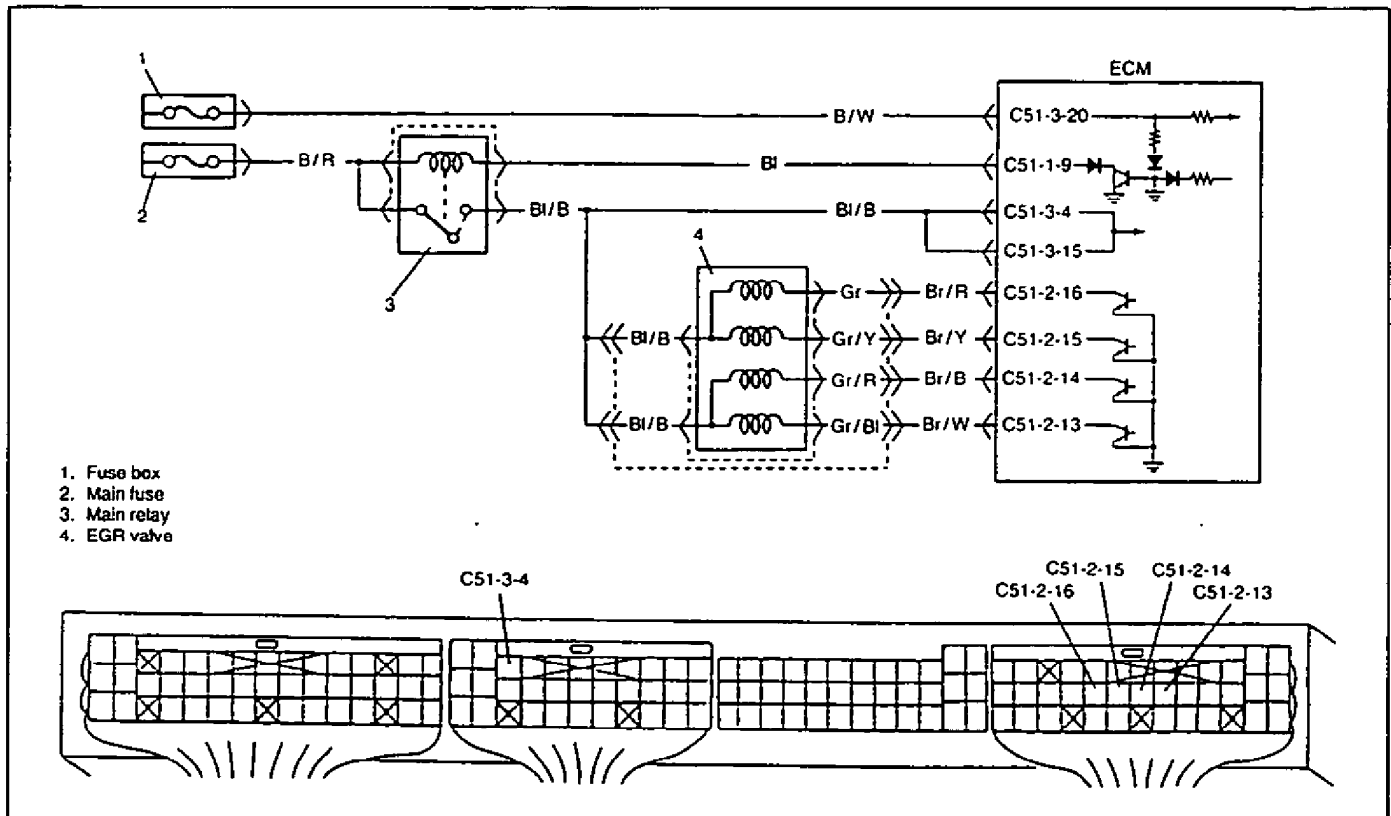 1
ECM
B/W
C51-3-20
2
B/R
Bl
C51-1-9
Bl/B
Bl/B
C51-3-4
C51-3-15
3
4
Gr
Br/R
C51-2-16
Bl/B
Gr/Y
Br/Y
C51-2-15
Gr/R
Br/B
C51-2-14
Bl/B
Gr/Bl
Br/W
C51-2-13
1. Fuse box
2. Main fuse
3. Main relay
4. EGR valve
C51-3-4
C51-2-15
C51-2-14
C51-2-16
C51-2-13